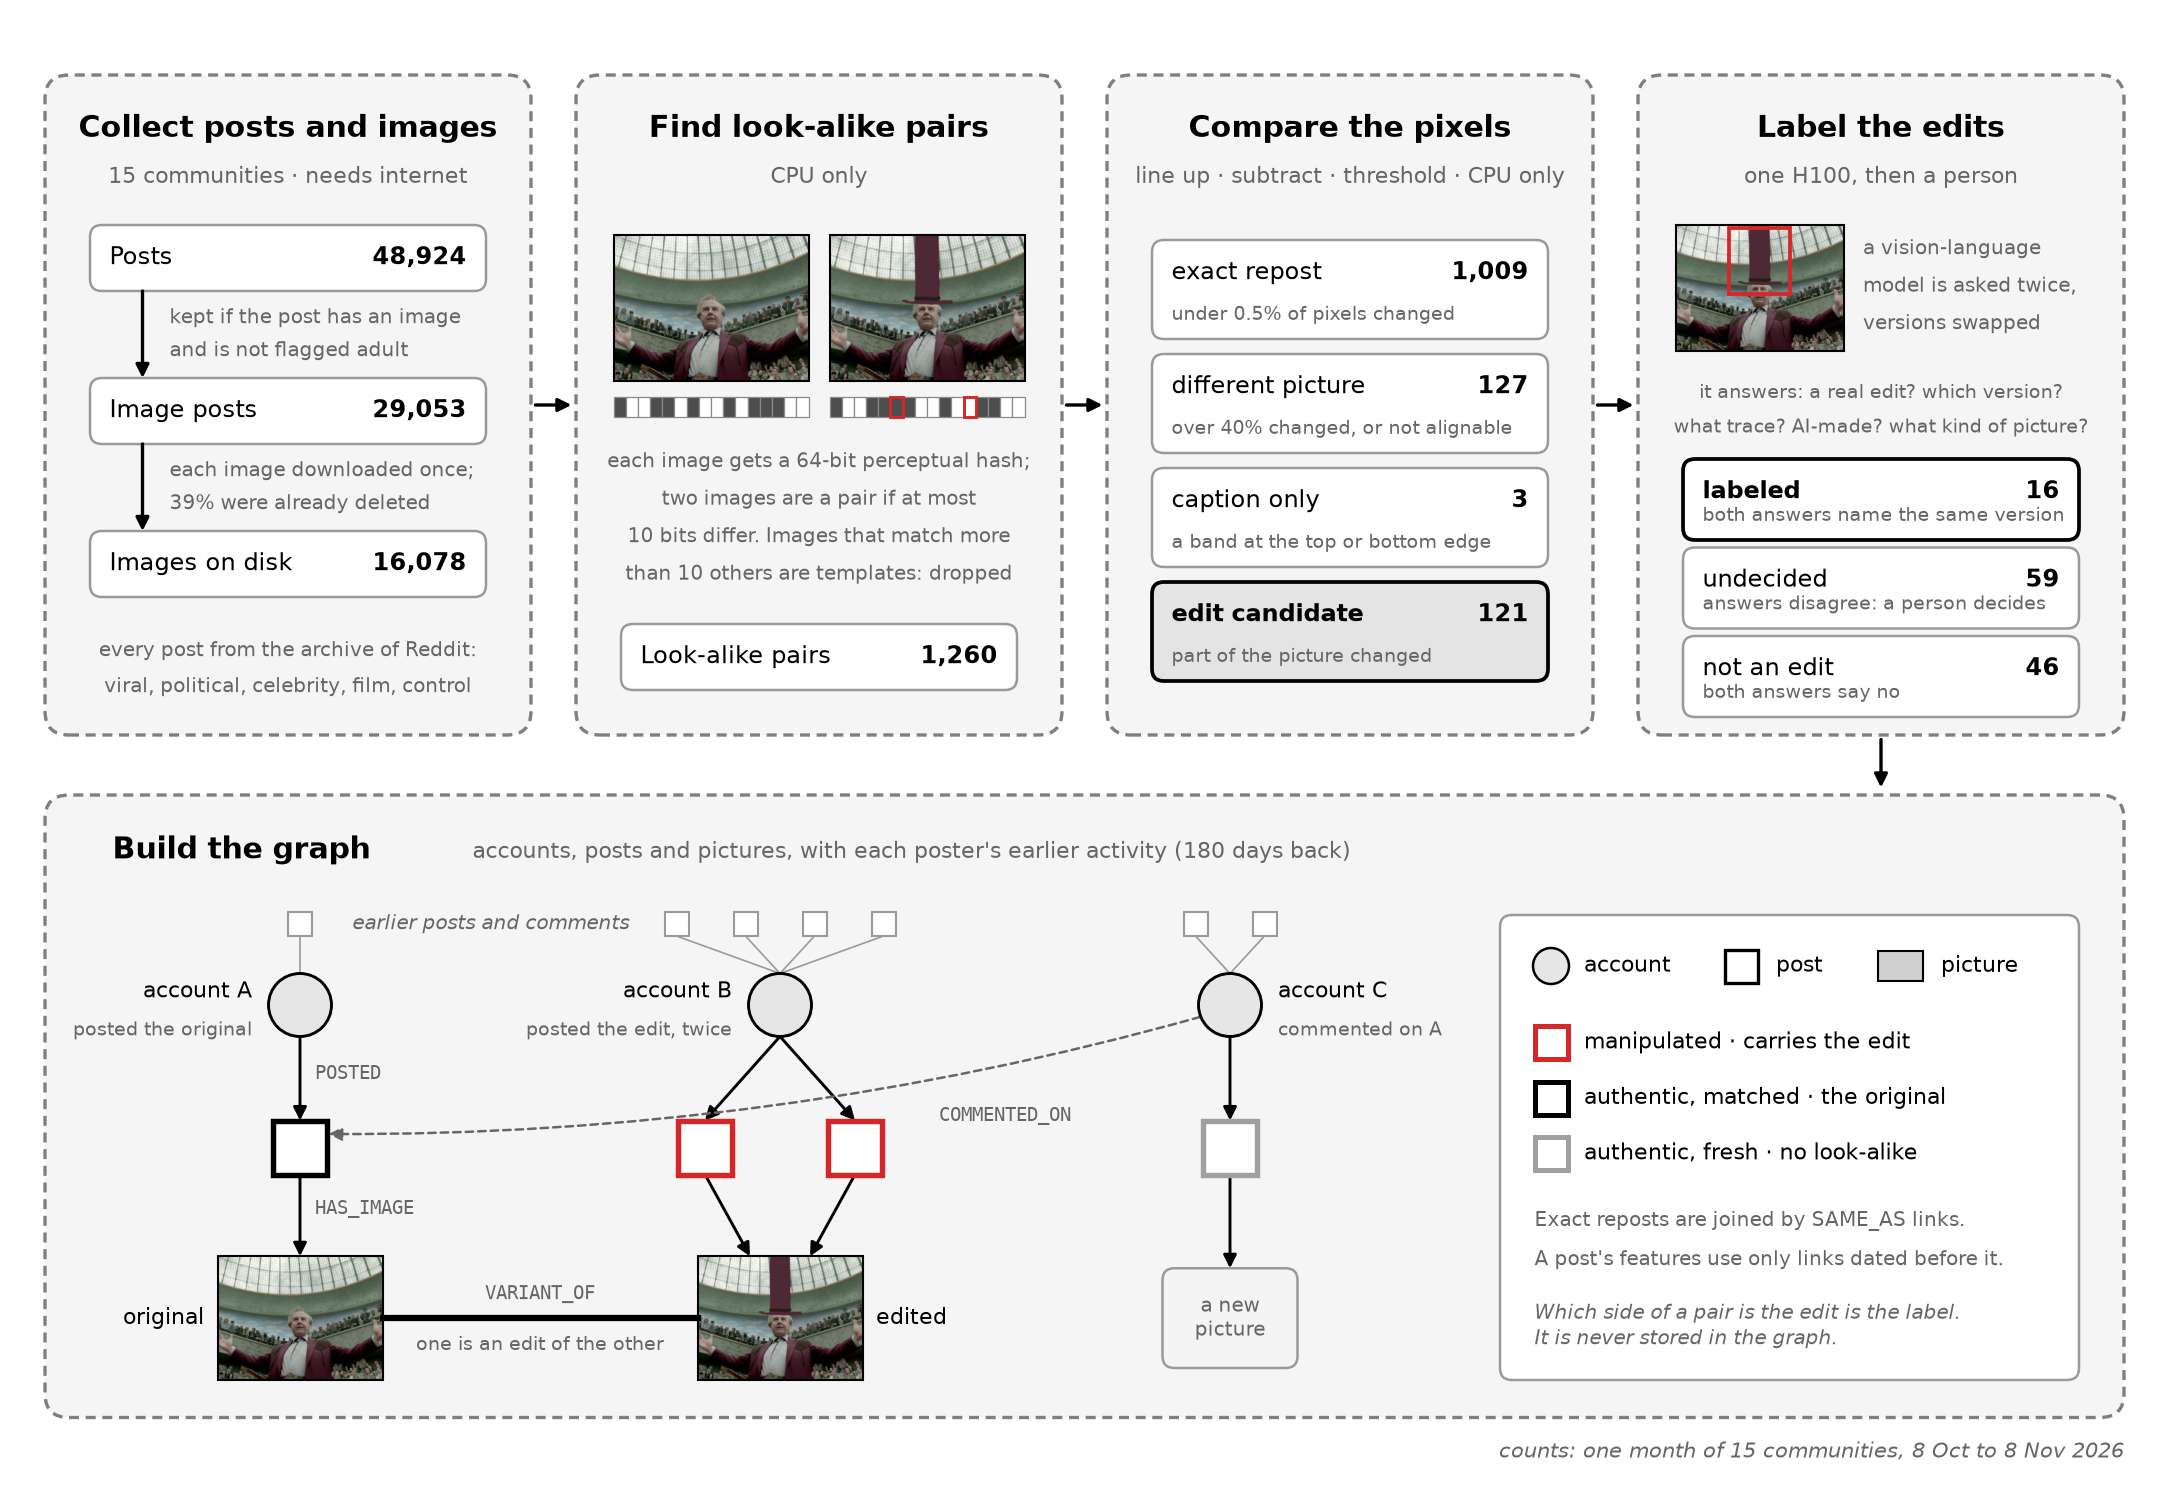 Collect posts and images
15 communities · needs internet
Posts 48,924
kept if the post has an image
and is not flagged adult
Image posts 29,053
each image downloaded once;
39% were already deleted
Images on disk 16,078
every post from the archive of Reddit:
viral, political, celebrity, film, control
Find look-alike pairs
CPU only
each image gets a 64-bit perceptual hash;
two images are a pair if at most
10 bits differ. Images that match more
than 10 others are templates: dropped
Look-alike pairs 1,260
Compare the pixels
line up · subtract · threshold · CPU only
exact repost 1,009
under 0.5% of pixels changed
different picture 127
over 40% changed, or not alignable
caption only 3
a band at the top or bottom edge
edit candidate 121
part of the picture changed
Label the edits
one H100, then a person
a vision-language
model is asked twice,
versions swapped
it answers: a real edit? which version?
what trace? AI-made? what kind of picture?
labeled 16
both answers name the same version
undecided 59
answers disagree: a person decides
not an edit 46
both answers say no
Build the graph
accounts, posts and pictures, with each poster's earlier activity (180 days back)
earlier posts and comments
account A
posted the original
account B
posted the edit, twice
account C
commented on A
POSTED
COMMENTED_ON
HAS_IMAGE
VARIANT_OF
original
one is an edit of the other
edited
a new
picture
account
post
picture
manipulated · carries the edit
authentic, matched · the original
authentic, fresh · no look-alike
Exact reposts are joined by SAME_AS links.
A post's features use only links dated before it.
Which side of a pair is the edit is the label.
It is never stored in the graph.
counts: one month of 15 communities, 8 Oct to 8 Nov 2026